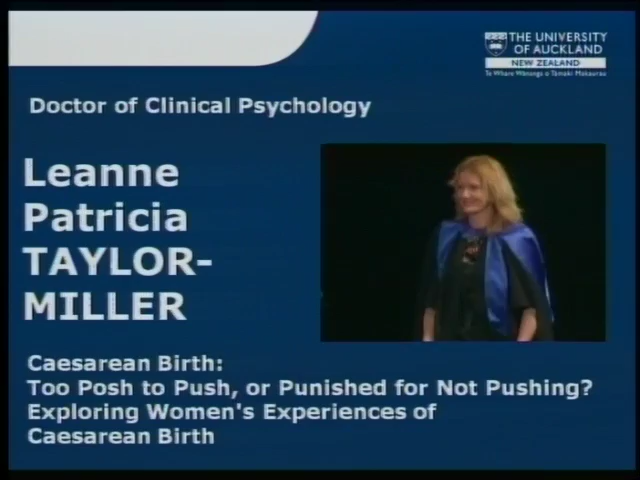 THE UNIVERSITY
OF AUCKLAND
NEW ZEALAND
Te Whare Wānanga o Tāmaki Makaurau
Doctor of Clinical Psychology
Leanne
Patricia
TAYLOR-
MILLER
Caesarean Birth:
Too Posh to Push, or Punished for Not Pushing?
Exploring Women's Experiences of
Caesarean Birth